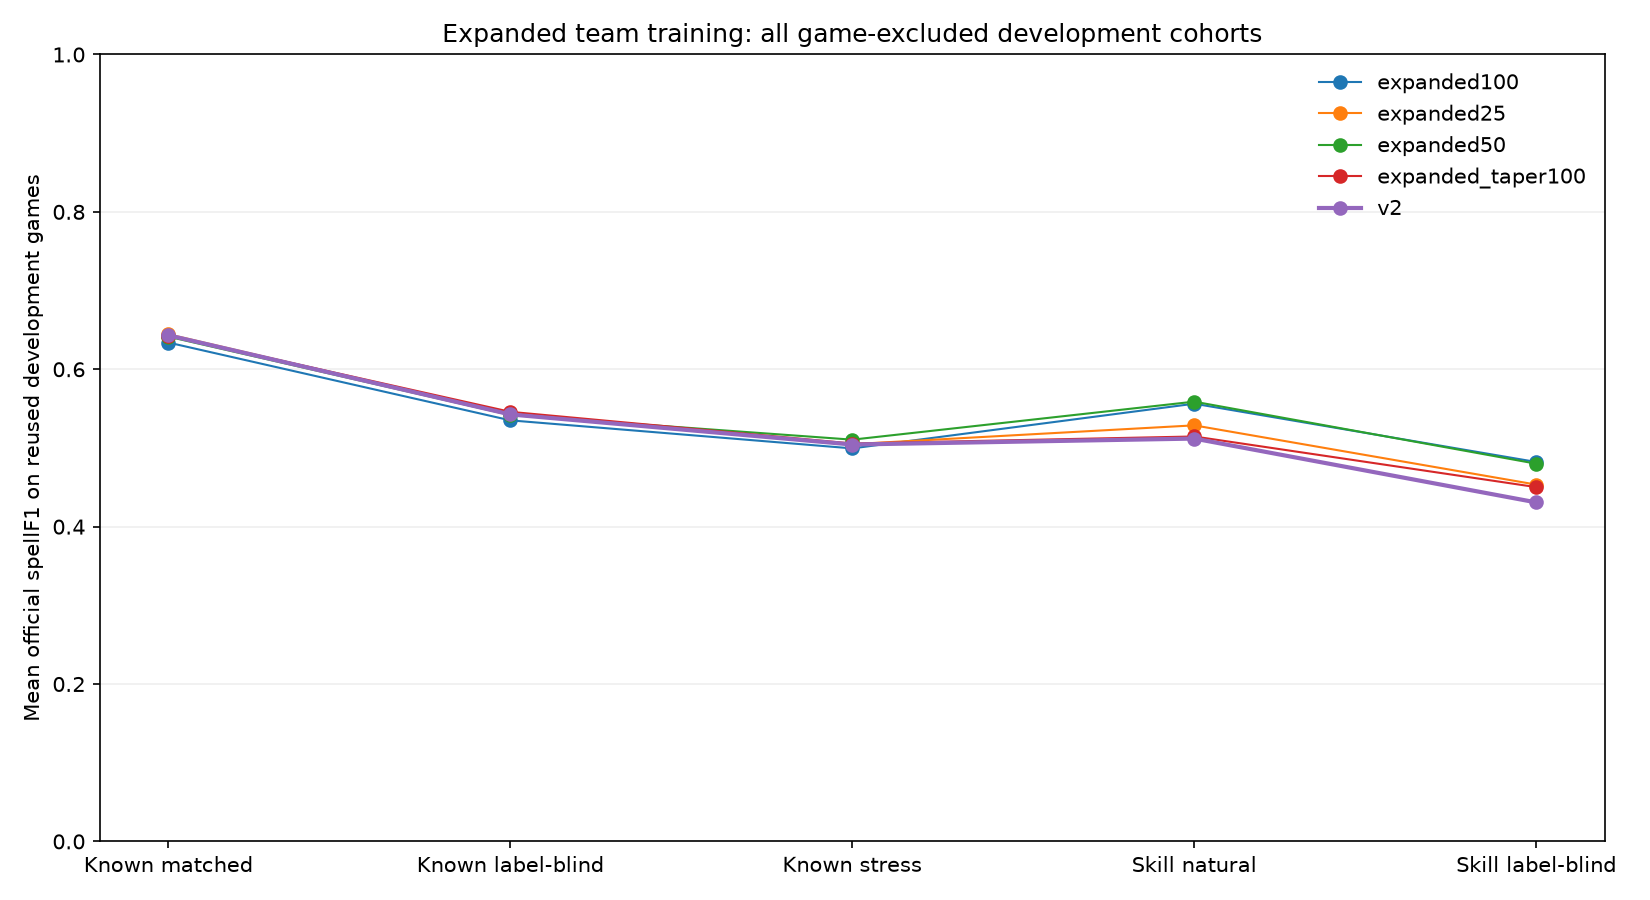 Expanded team training: all game-excluded development cohorts
Mean official spellF1 on reused development games
1.0
0.8
0.6
0.4
0.2
0.0
expanded100
expanded25
expanded50
expanded_taper100
v2
Known matched
Known label-blind
Known stress
Skill natural
Skill label-blind